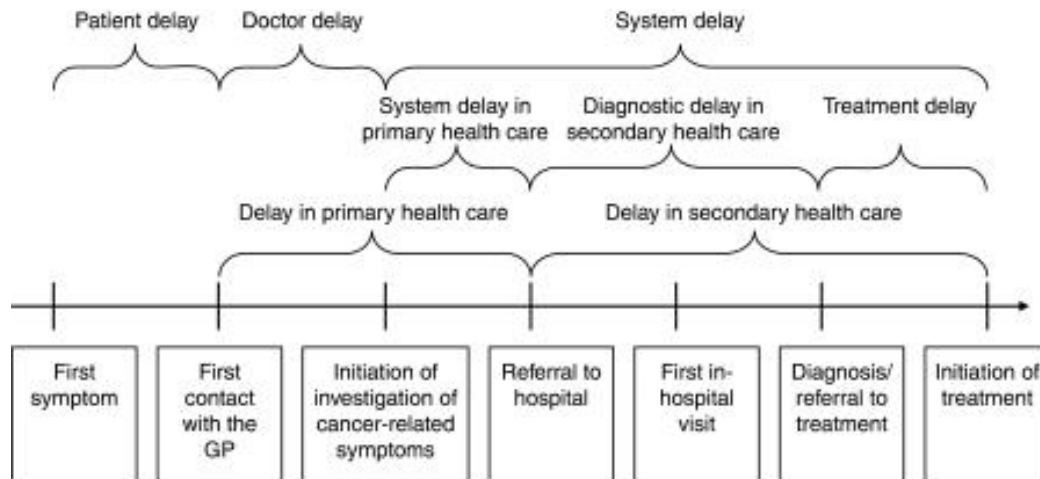 Patient delay
Doctor delay
System delay
System delay in
primary health care
Diagnostic delay in
secondary health care
Treatment delay
Delay in primary health care
Delay in secondary health care
First
symptom
First
contact
with the
GP
Initiation of
investigation of
cancer-related
symptoms
Referral to
hospital
First in-
hospital
visit
Diagnosis/
referral to
treatment
Initiation of
treatment